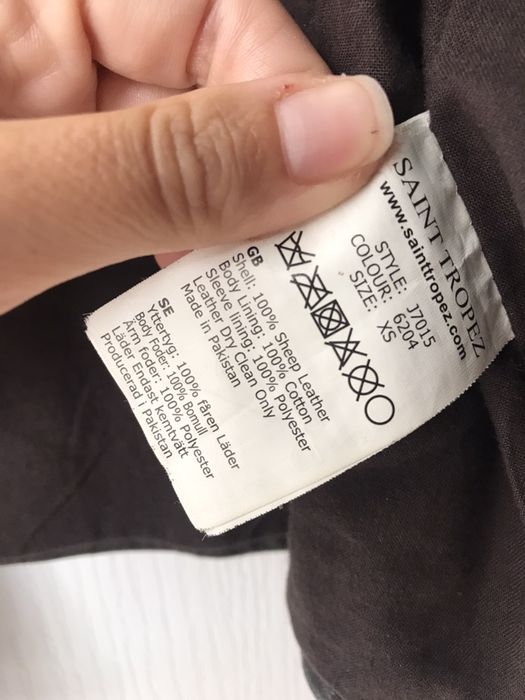 SAINT TROPEZ
www.sainttropez.com
STYLE: J7015
COLOUR: 6204
SIZE: XS
GB
Shell: 100% Sheep Leather
Body Lining: 100% Cotton
Sleeve lining: 100% Polyester
Leather Dry Clean Only
Made in Pakistan
SE
Yttertyg: 100% fåren Läder
Body Foder: 100% Bomull
Arm foder: 100% Polyester
Läder Endast kemtvätt
Producerad i Pakistan